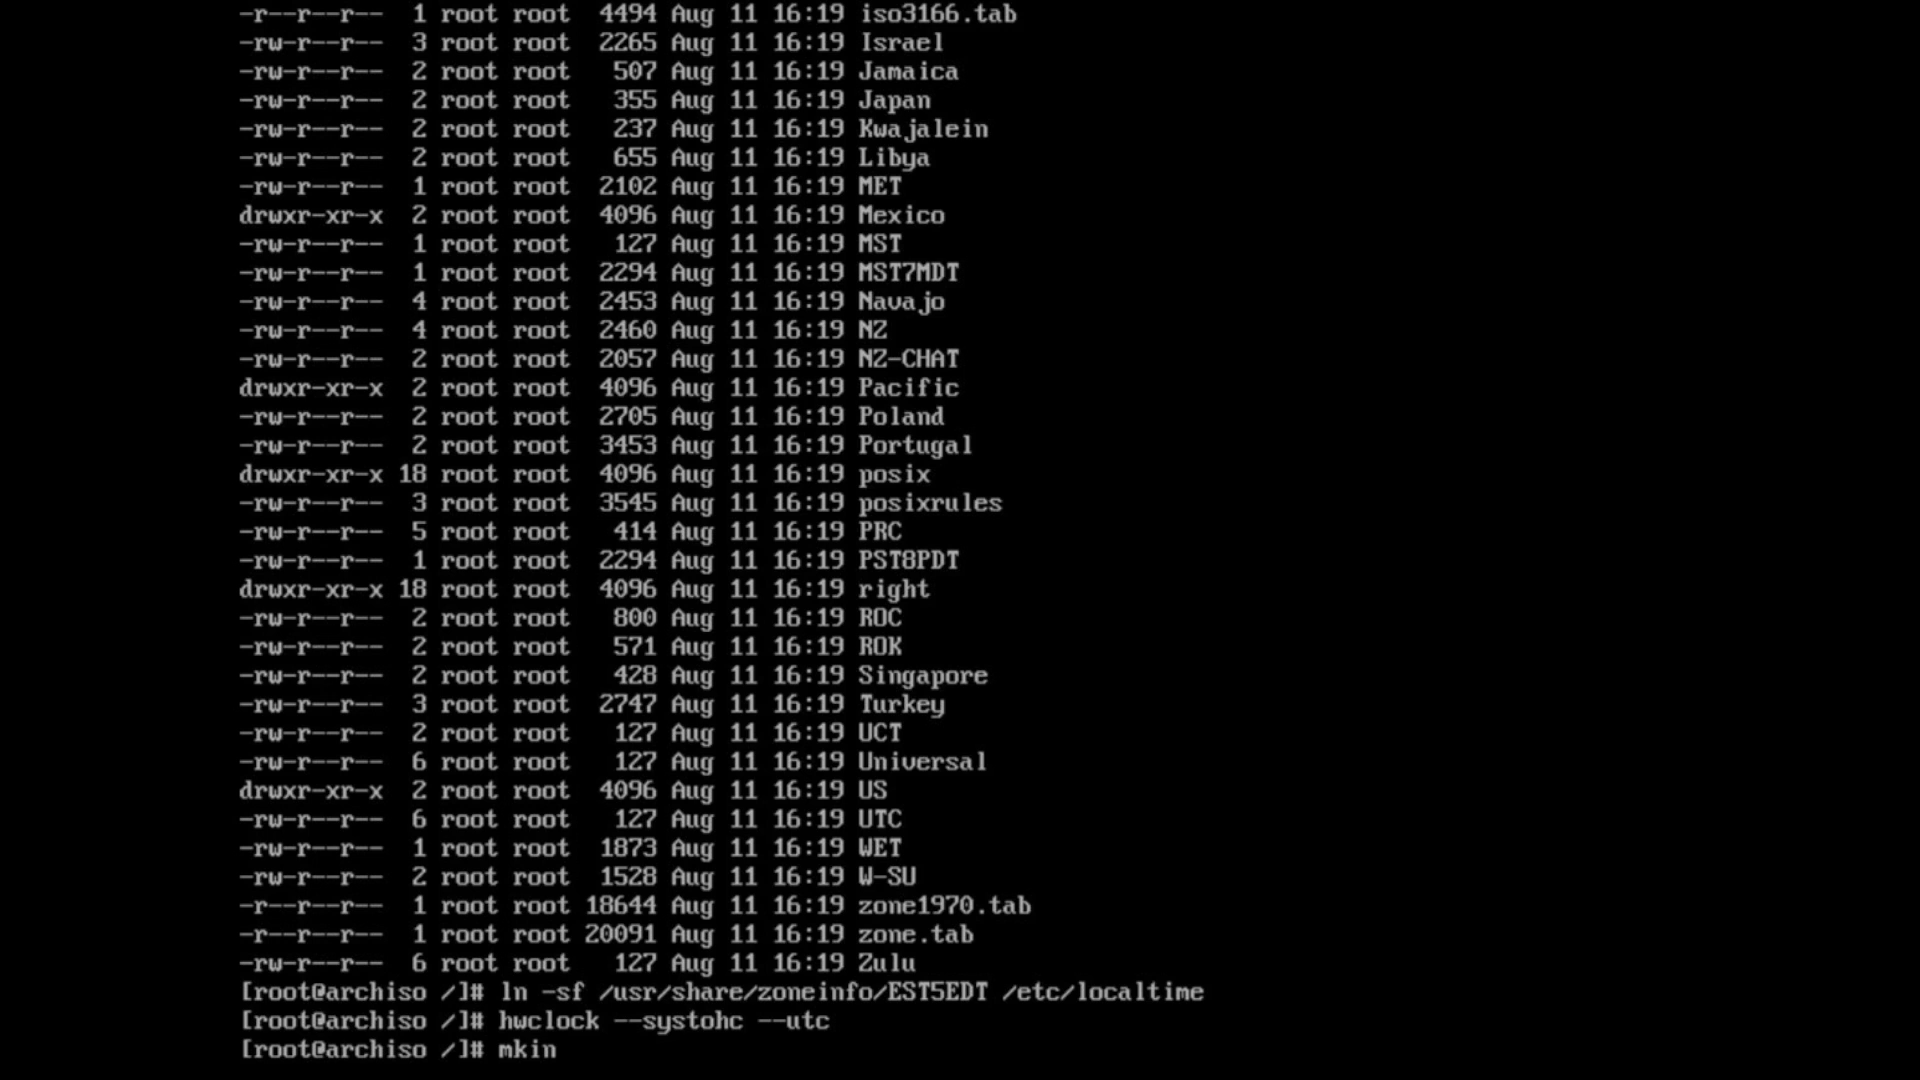 -r--r--r-- 1 root root 4494 Aug 11 16:19 iso3166.tab
-rw-r--r-- 3 root root 2265 Aug 11 16:19 Israel
-rw-r--r-- 2 root root 507 Aug 11 16:19 Jamaica
-rw-r--r-- 2 root root 355 Aug 11 16:19 Japan
-rw-r--r-- 2 root root 237 Aug 11 16:19 Kwajalein
-rw-r--r-- 2 root root 655 Aug 11 16:19 Libya
-rw-r--r-- 1 root root 2102 Aug 11 16:19 MET
drwxr-xr-x 2 root root 4096 Aug 11 16:19 Mexico
-rw-r--r-- 1 root root 127 Aug 11 16:19 MST
-rw-r--r-- 1 root root 2294 Aug 11 16:19 MST7MDT
-rw-r--r-- 4 root root 2453 Aug 11 16:19 Navajo
-rw-r--r-- 4 root root 2460 Aug 11 16:19 NZ
-rw-r--r-- 2 root root 2057 Aug 11 16:19 NZ-CHAT
drwxr-xr-x 2 root root 4096 Aug 11 16:19 Pacific
-rw-r--r-- 2 root root 2705 Aug 11 16:19 Poland
-rw-r--r-- 2 root root 3453 Aug 11 16:19 Portugal
drwxr-xr-x 18 root root 4096 Aug 11 16:19 posix
-rw-r--r-- 3 root root 3545 Aug 11 16:19 posixrules
-rw-r--r-- 5 root root 414 Aug 11 16:19 PRC
-rw-r--r-- 1 root root 2294 Aug 11 16:19 PST8PDT
drwxr-xr-x 18 root root 4096 Aug 11 16:19 right
-rw-r--r-- 2 root root 800 Aug 11 16:19 ROC
-rw-r--r-- 2 root root 571 Aug 11 16:19 ROK
-rw-r--r-- 2 root root 428 Aug 11 16:19 Singapore
-rw-r--r-- 3 root root 2747 Aug 11 16:19 Turkey
-rw-r--r-- 2 root root 127 Aug 11 16:19 UCT
-rw-r--r-- 6 root root 127 Aug 11 16:19 Universal
drwxr-xr-x 2 root root 4096 Aug 11 16:19 US
-rw-r--r-- 6 root root 127 Aug 11 16:19 UTC
-rw-r--r-- 1 root root 1873 Aug 11 16:19 WET
-rw-r--r-- 2 root root 1528 Aug 11 16:19 W-SU
-r--r--r-- 1 root root 18644 Aug 11 16:19 zone1970.tab
-r--r--r-- 1 root root 20091 Aug 11 16:19 zone.tab
-rw-r--r-- 6 root root 127 Aug 11 16:19 Zulu
[root@archiso /]# ln -sf /usr/share/zoneinfo/EST5EDT /etc/localtime
[root@archiso /]# hwclock --systohc --utc
[root@archiso /]# mkin